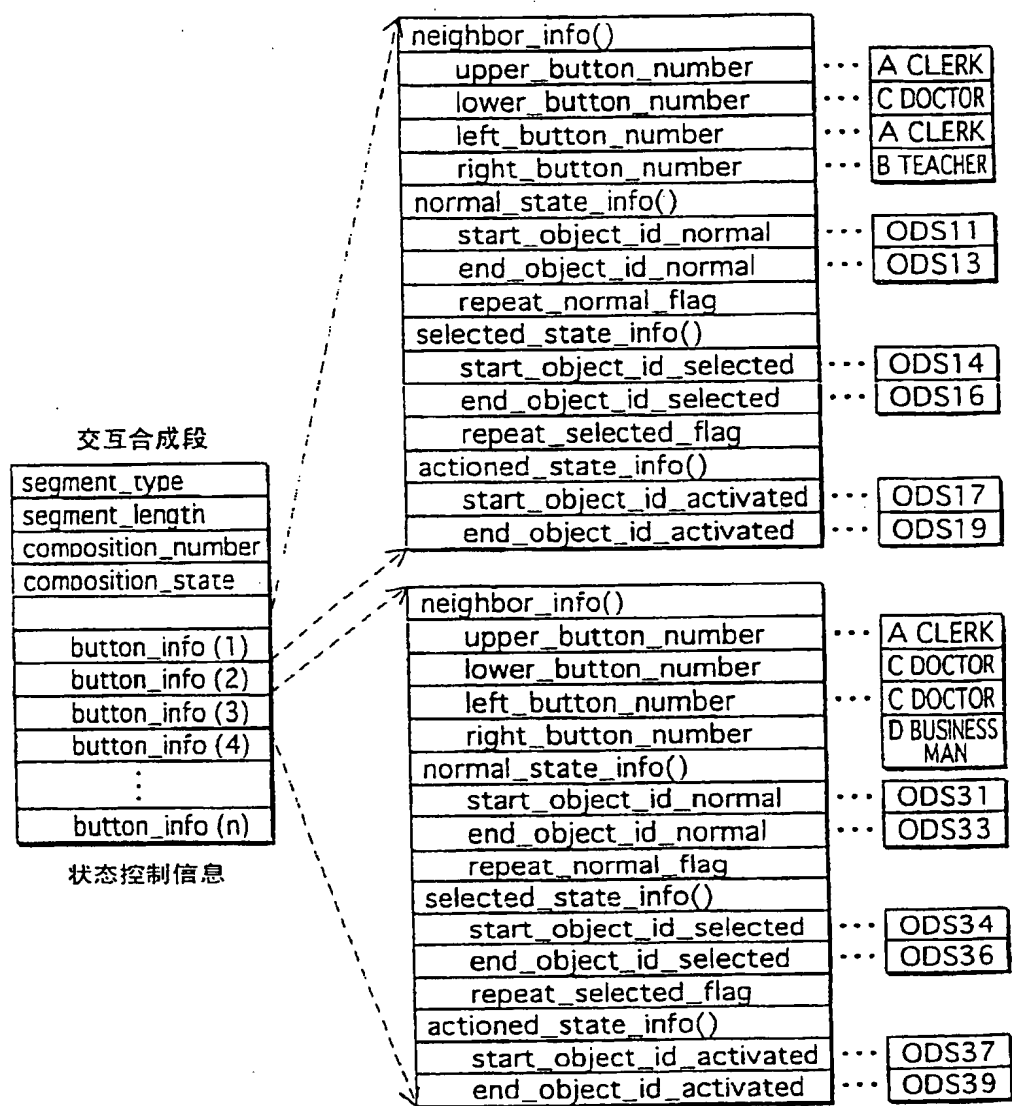 交互合成段
segment_type
segment_length
composition_number
composition_state
button_info (1)
button_info (2)
button_info (3)
button_info (4)
button_info (n)
状态控制信息
neighbor_info()
upper_button_number ··· A CLERK
lower_button_number ··· C DOCTOR
left_button_number ··· A CLERK
right_button_number ··· B TEACHER
normal_state_info()
start_object_id_normal ··· ODS11
end_object_id_normal ··· ODS13
repeat_normal_flag
selected_state_info()
start_object_id_selected ··· ODS14
end_object_id_selected ··· ODS16
repeat_selected_flag
actioned_state_info()
start_object_id_activated ··· ODS17
end_object_id_activated ··· ODS19
neighbor_info()
upper_button_number ··· A CLERK
lower_button_number C DOCTOR
left_button_number ··· C DOCTOR
right_button_number D BUSINESS
MAN
normal_state_info()
start_object_id_normal ··· ODS31
end_object_id_normal ··· ODS33
repeat_normal_flag
selected_state_info()
start_object_id_selected ··· ODS34
end_object_id_selected ··· ODS36
repeat_selected_flag
actioned_state_info()
start_object_id_activated ··· ODS37
end_object_id_activated ··· ODS39